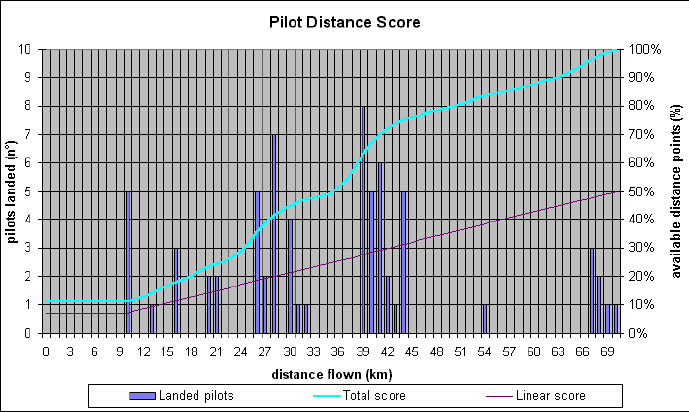 Pilot Distance Score
10 100%
9 90%
8 80%
7 70%
6 60%
5 50%
4 40%
3 30%
2 20%
1 10%
0 0%
pilots landed (n°)
available distance points (%)
0 3 6 9 12 15 18 21 24 27 30 33 36 39 42 45 48 51 54 57 60 63 66 69
distance flown (km)
Landed pilots Total score Linear score